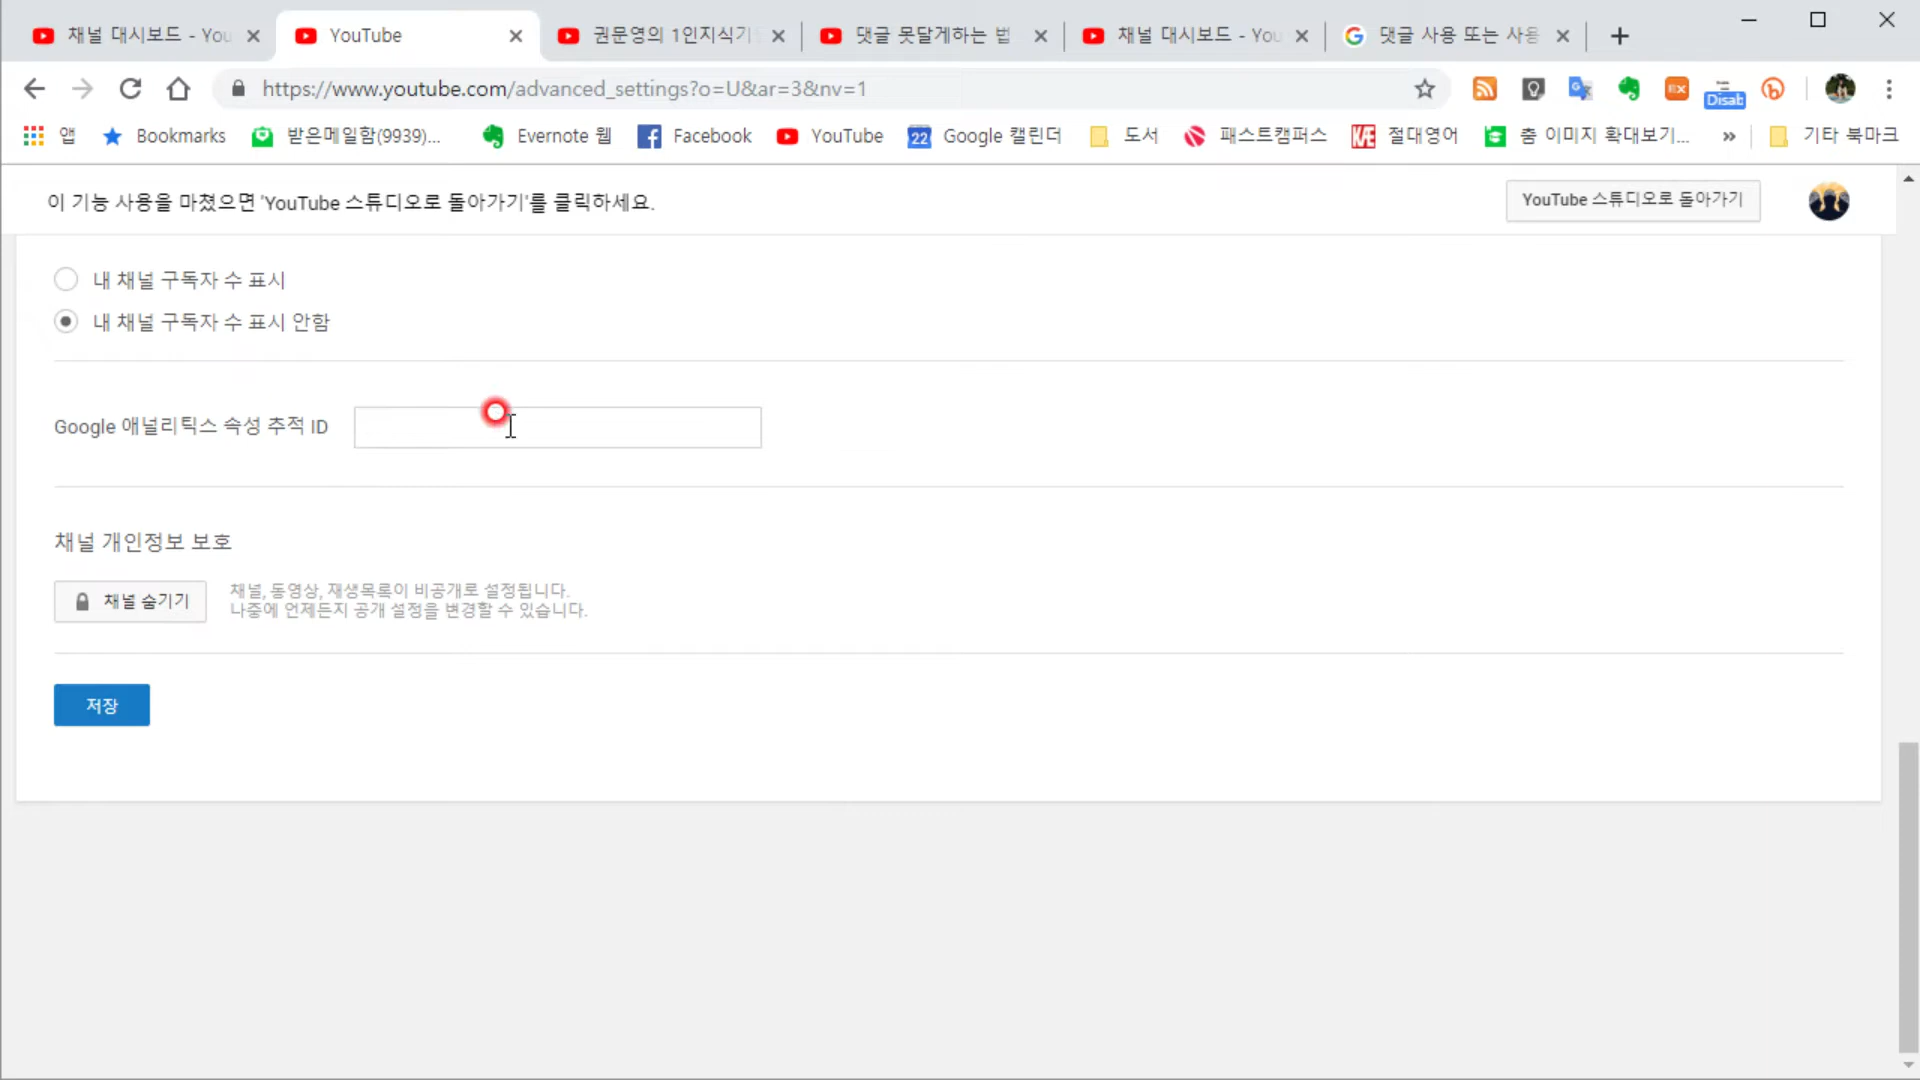 채널 대시보드 - You
YouTube
권문영의 1인지식기
댓글 못달게하는 법
채널 대시보드 - You
댓글 사용 또는 사용
https://www.youtube.com/advanced_settings?o=U&ar=3&nv=1
EX
Disab
앱
Bookmarks
받은메일함(9939)...
Evernote 웹
Facebook
YouTube
22
Google 캘린더
도서
패스트캠퍼스
절대영어
춤 이미지 확대보기...
»
기타 북마크
이 기능 사용을 마쳤으면 'YouTube 스튜디오로 돌아가기'를 클릭하세요.
YouTube 스튜디오로 돌아가기
내 채널 구독자 수 표시
내 채널 구독자 수 표시 안함
Google 애널리틱스 속성 추적 ID
채널 개인정보 보호
채널 숨기기
채널, 동영상, 재생목록이 비공개로 설정됩니다.
나중에 언제든지 공개 설정을 변경할 수 있습니다.
저장